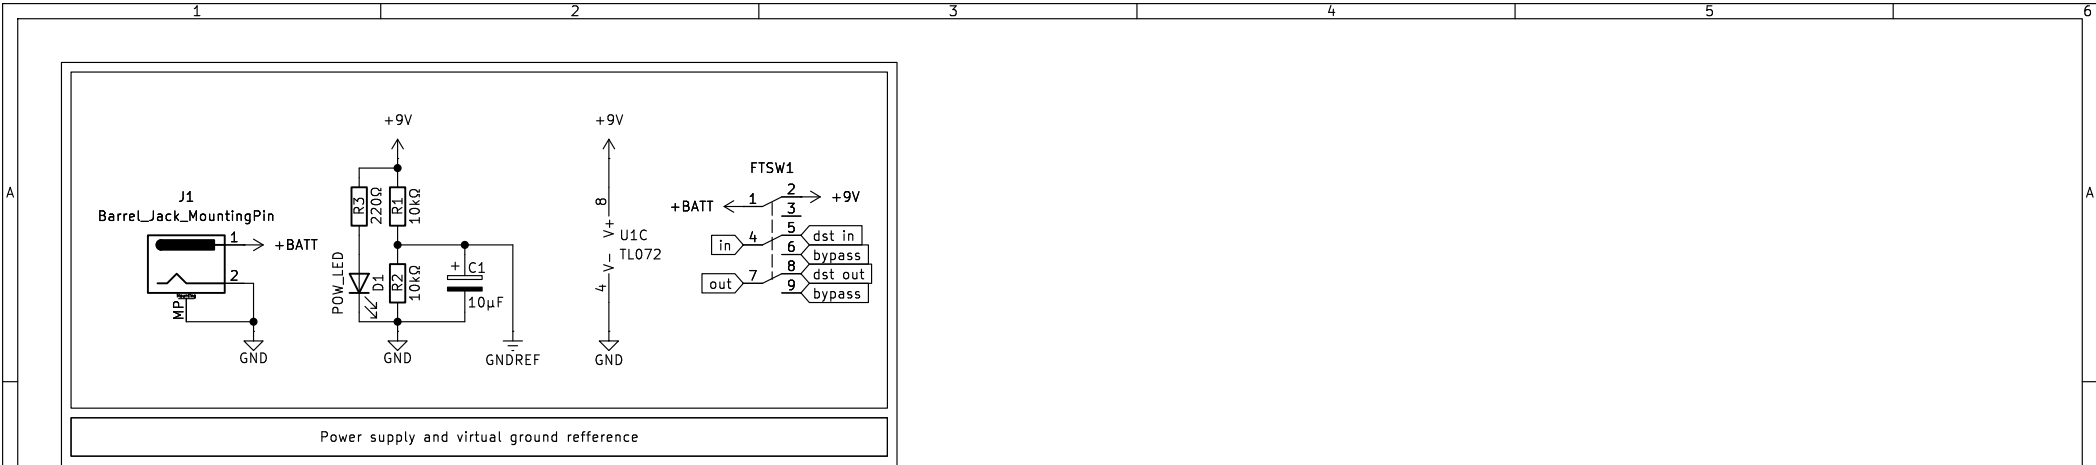 1 2 3 4 5 6
A A
+9V +9V
FTSW1
J1
Barrel_Jack_MountingPin
1 +BATT
2
MP
GND
R3
220Ω
R1
10kΩ
POW_LED
D1
R2
10kΩ
+ C1
10µF
GND
GNDREF
8
V+
U1C
TL072
V-
4
GND
+BATT 1 2 +9V
3
in 4 5 dst in
6 bypass
out 7 8 dst out
9 bypass
Power supply and virtual ground refference